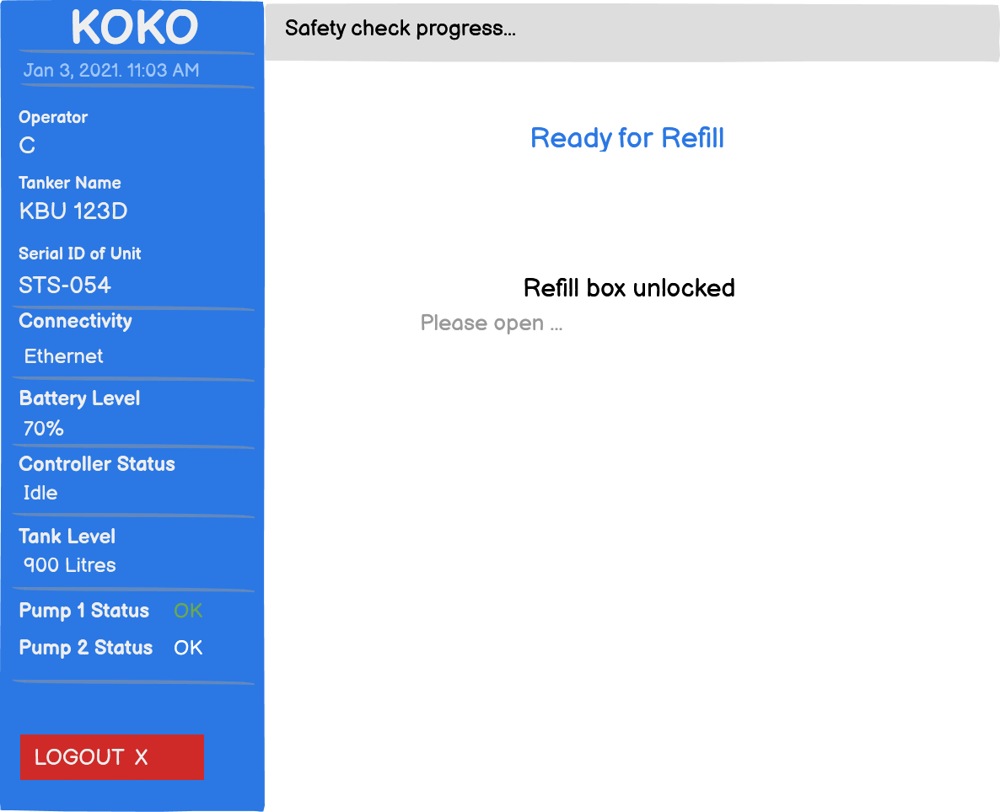 KOKO
Jan 3, 2021. 11:03 AM
Operator
C
Tanker Name
KBU 123D
Serial ID of Unit
STS-054
Connectivity
Ethernet
Battery Level
70%
Controller Status
Idle
Tank Level
900 Litres
Pump 1 Status OK
Pump 2 Status OK
LOGOUT X
Safety check progress...
Ready for Refill
Refill box unlocked
Please open ...